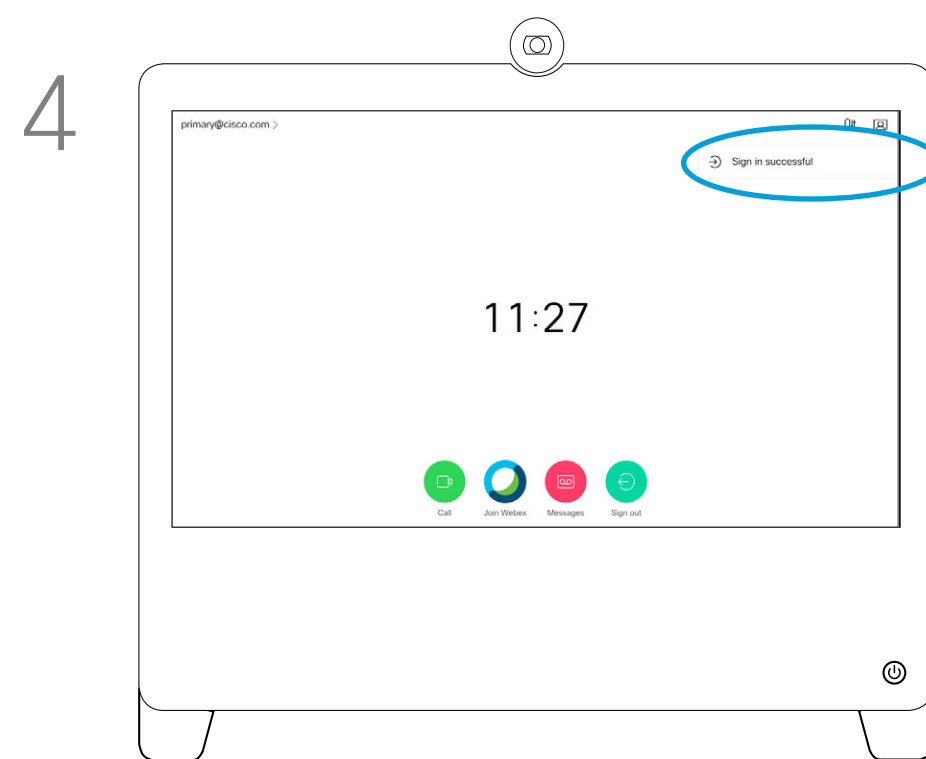 4
primary@cisco.com >
Sign in successful
11:27
Call
Join Webex
Messages
Sign out